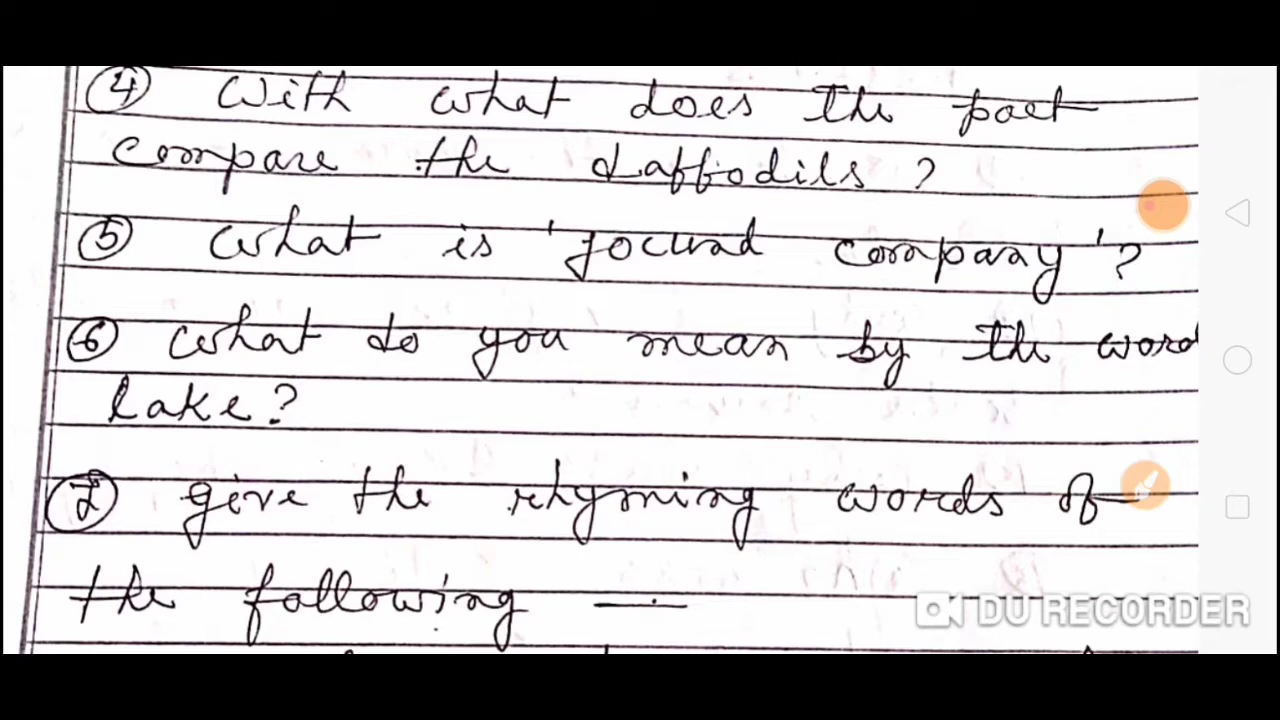 ④ With what does the poet
compare the daffodils ?
⑤ What is 'jocund company' ?
⑥ What do you mean by the word
lake?
⑦ give the rhyming words of
the following —
DU RECORDER